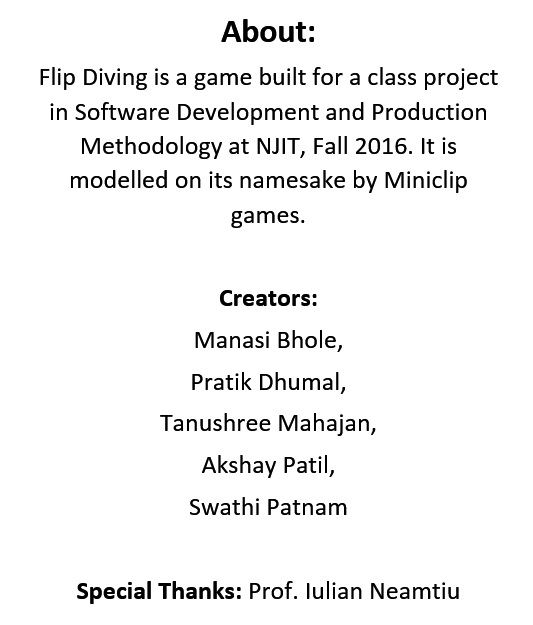 About:
Flip Diving is a game built for a class project
in Software Development and Production
Methodology at NJIT, Fall 2016. It is
modelled on its namesake by Miniclip
games.
Creators:
Manasi Bhole,
Pratik Dhumal,
Tanushree Mahajan,
Akshay Patil,
Swathi Patnam
Special Thanks: Prof. Iulian Neamtiu